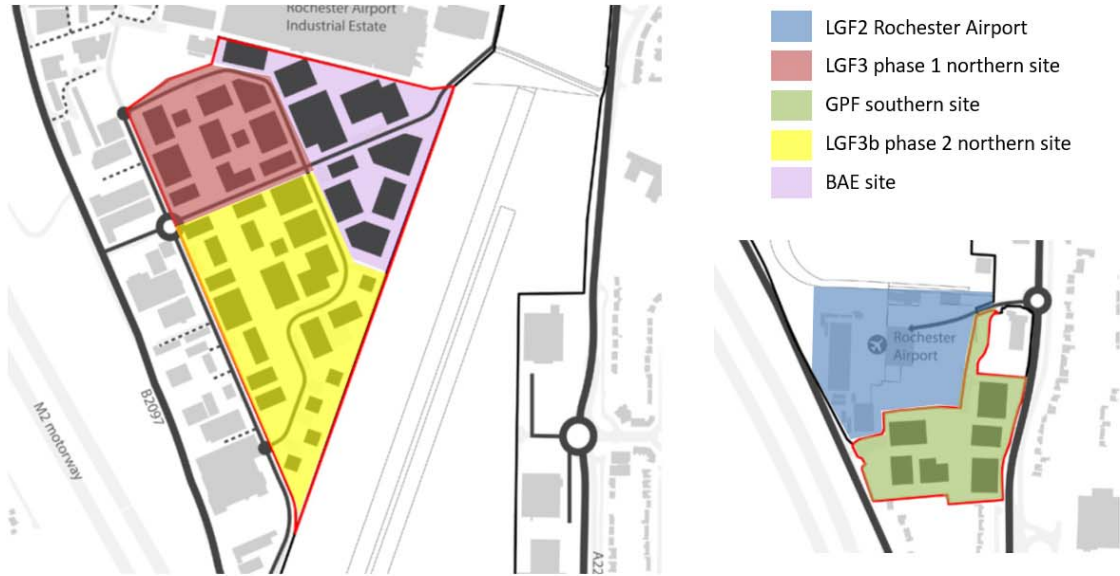 Rochester Airport
Industrial Estate
B2097
M2 motorway
A22
LGF2 Rochester Airport
LGF3 phase 1 northern site
GPF southern site
LGF3b phase 2 northern site
BAE site
Rochester
Airport